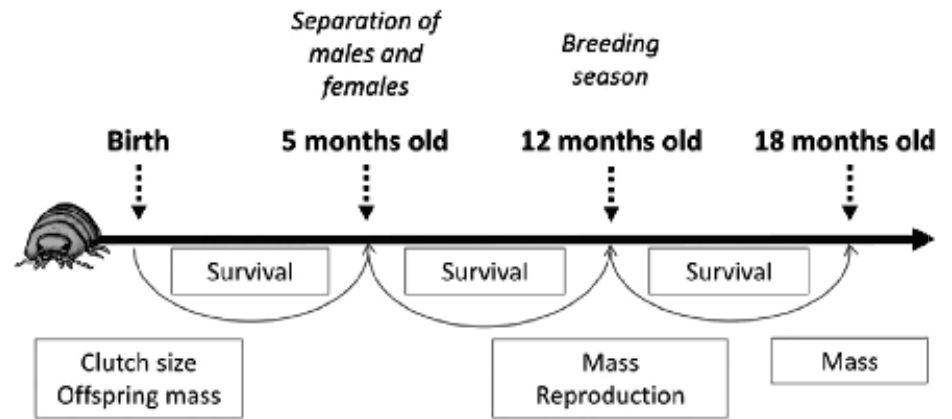 Separation of
males and
females
Breeding
season
Birth
5 months old
12 months old
18 months old
Survival
Survival
Survival
Clutch size
Offspring mass
Mass
Reproduction
Mass